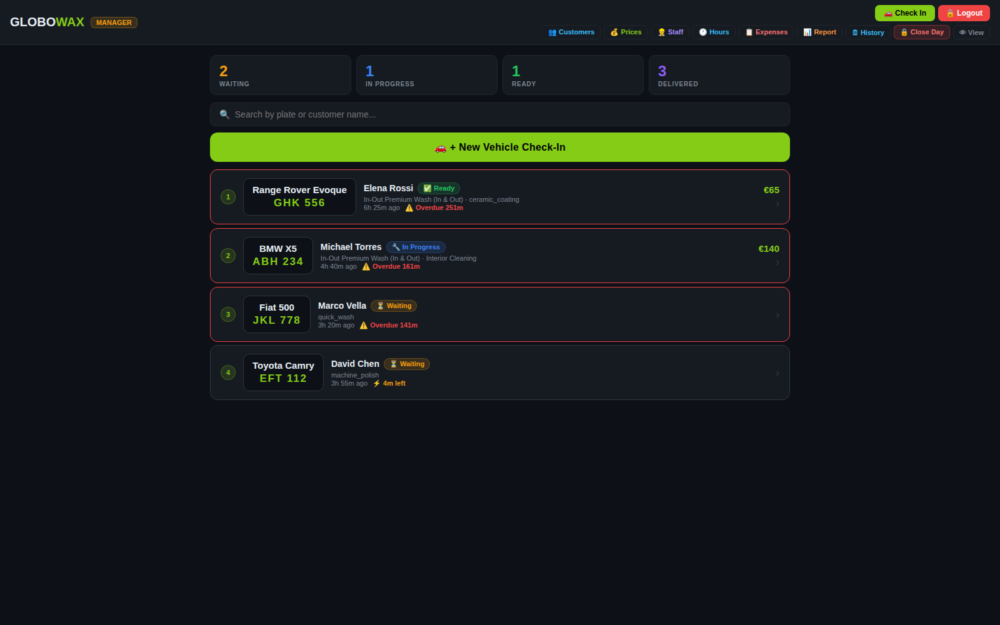 GLOBOWAX MANAGER
🚗 Check In 🔒 Logout
👥 Customers 💰 Prices 👷 Staff 🕐 Hours 📋 Expenses 📊 Report 🗓 History 🔒 Close Day 👁 View
2
WAITING
1
IN PROGRESS
1
READY
3
DELIVERED
🔍 Search by plate or customer name...
🚗 + New Vehicle Check-In
1
Range Rover Evoque
GHK 556
Elena Rossi ✅ Ready
In-Out Premium Wash (In & Out) · ceramic_coating
6h 25m ago ⚠️ Overdue 251m
€65
›
2
BMW X5
ABH 234
Michael Torres 🔧 In Progress
In-Out Premium Wash (In & Out) · Interior Cleaning
4h 40m ago ⚠️ Overdue 161m
€140
›
3
Fiat 500
JKL 778
Marco Vella ⏳ Waiting
quick_wash
3h 20m ago ⚠️ Overdue 141m
›
4
Toyota Camry
EFT 112
David Chen ⏳ Waiting
machine_polish
3h 55m ago ⚡ 4m left
›